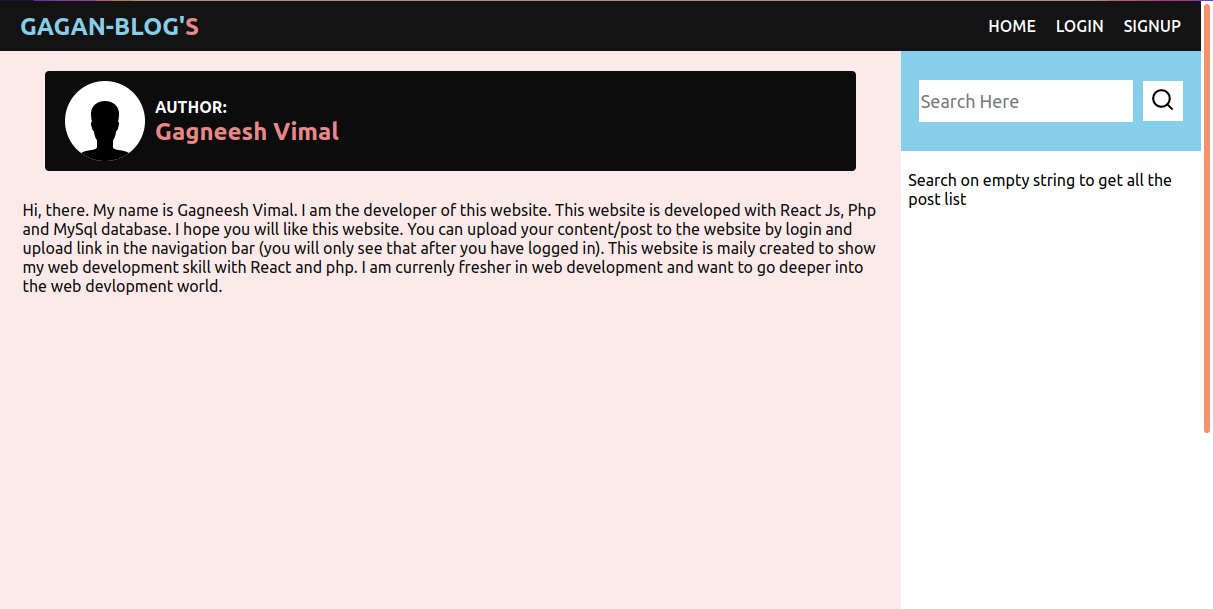 GAGAN-BLOG'S
HOME LOGIN SIGNUP
AUTHOR:
Gagneesh Vimal
Hi, there. My name is Gagneesh Vimal. I am the developer of this website. This website is developed with React Js, Php
and MySql database. I hope you will like this website. You can upload your content/post to the website by login and
upload link in the navigation bar (you will only see that after you have logged in). This website is maily created to show
my web development skill with React and php. I am currenly fresher in web development and want to go deeper into
the web devlopment world.
Search Here
Search on empty string to get all the
post list